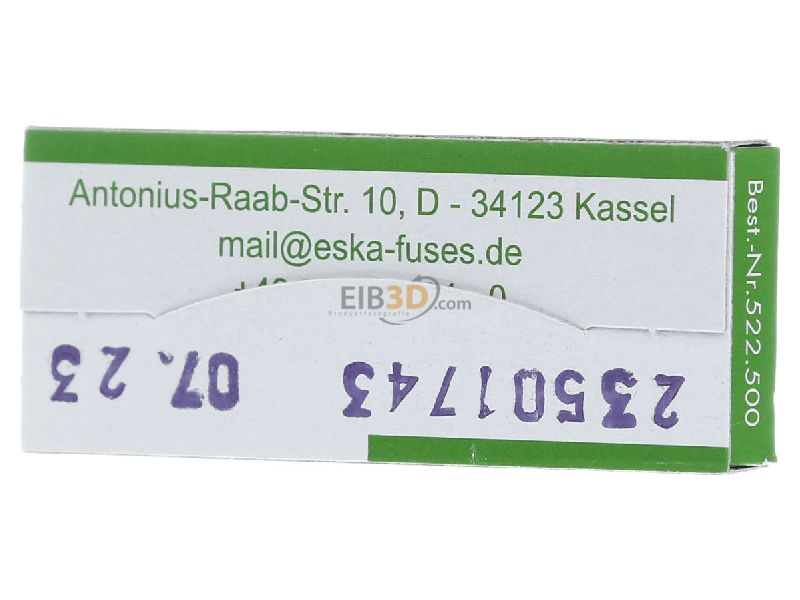 Antonius-Raab-Str. 10, D - 34123 Kassel
mail@eska-fuses.de
EIB3D.com
Produktfotografie
23501743 07.23
Best.-Nr.522.500